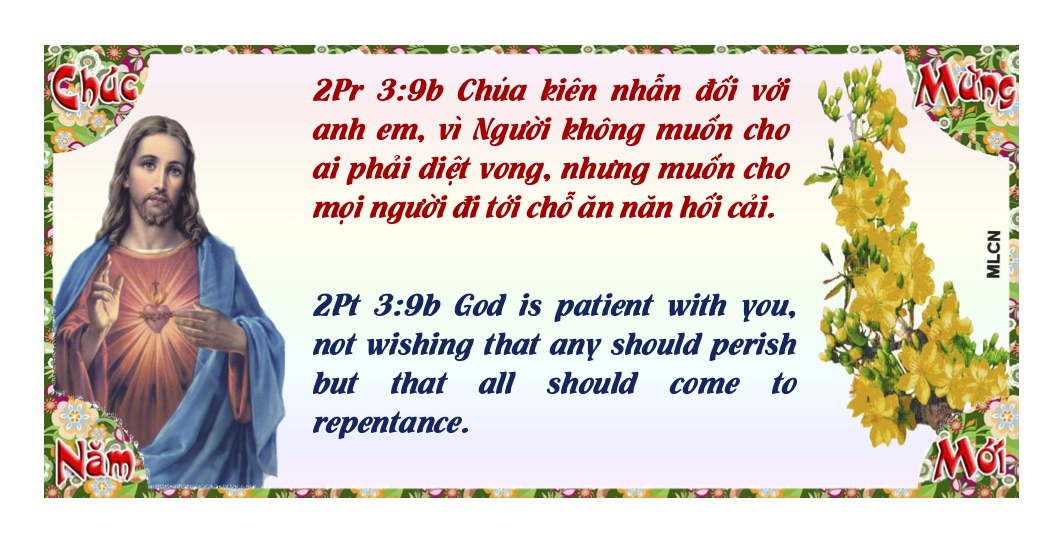 Chúc
Mừng
2Pr 3:9b Chúa kiên nhẫn đối với
anh em, vì Người không muốn cho
ai phải diệt vong, nhưng muốn cho
mọi người đi tới chỗ ăn năn hối cải.
MLCN
2Pt 3:9b God is patient with you,
not wishing that any should perish
but that all should come to
repentance.
Năm
Mới